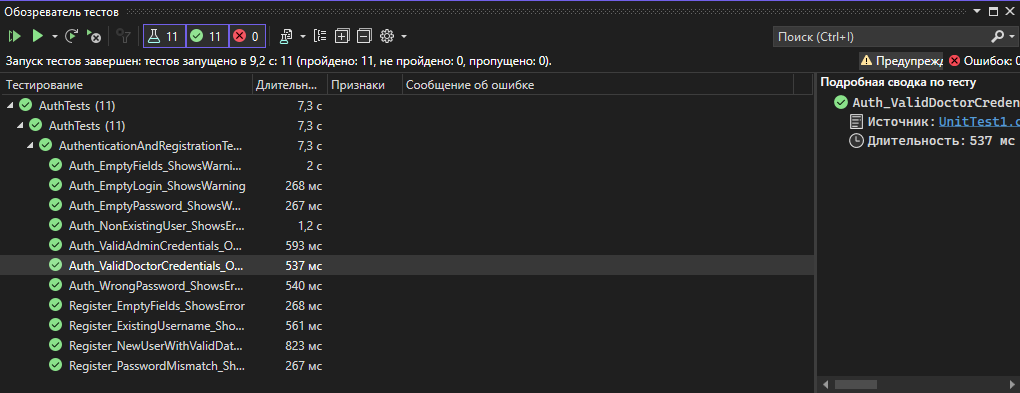 Обозреватель тестов
11 11 0 Поиск (Ctrl+I)
Запуск тестов завершен: тестов запущено в 9,2 с: 11 (пройдено: 11, не пройдено: 0, пропущено: 0). Предупрежд Ошибок: 0
Тестирование Длительн... Признаки Сообщение об ошибке
AuthTests (11) 7,3 с
AuthTests (11) 7,3 с
AuthenticationAndRegistrationTe... 7,3 с
Auth_EmptyFields_ShowsWarni... 2 с
Auth_EmptyLogin_ShowsWarning 268 мс
Auth_EmptyPassword_ShowsW... 267 мс
Auth_NonExistingUser_ShowsEr... 1,2 с
Auth_ValidAdminCredentials_O... 593 мс
Auth_ValidDoctorCredentials_O... 537 мс
Auth_WrongPassword_ShowsEr... 540 мс
Register_EmptyFields_ShowsError 268 мс
Register_ExistingUsername_Sho... 561 мс
Register_NewUserWithValidDat... 823 мс
Register_PasswordMismatch_Sh... 267 мс
Подробная сводка по тесту
Auth_ValidDoctorCreden
Источник: UnitTest1.c
Длительность: 537 мс